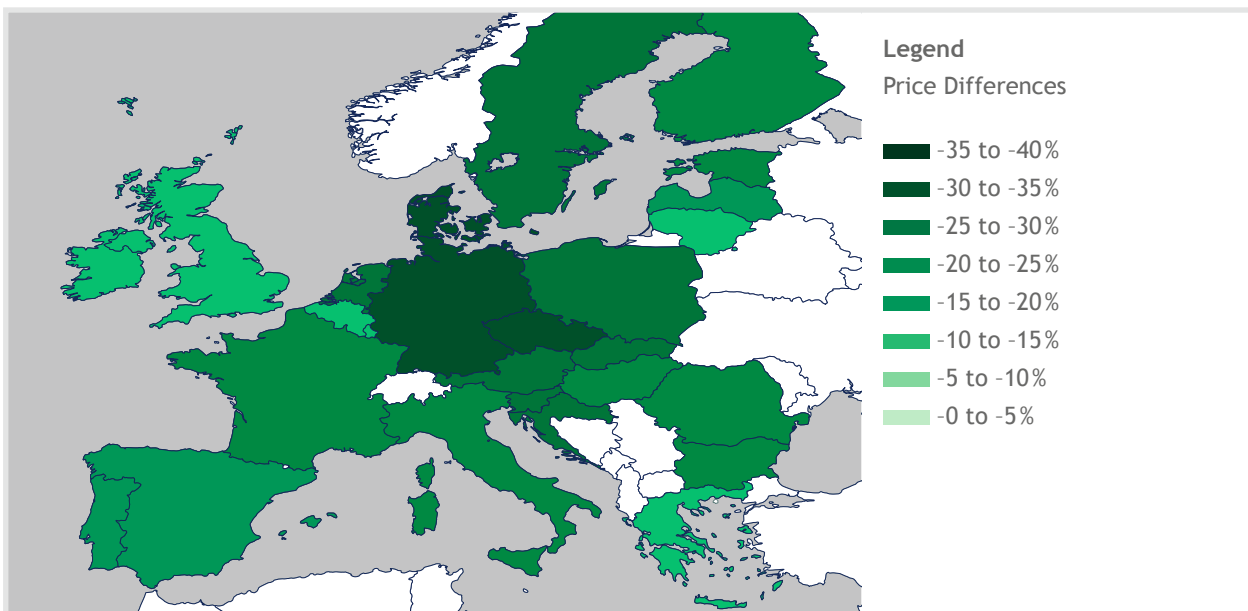 Legend
Price Differences
-35 to -40%
-30 to -35%
-25 to -30%
-20 to -25%
-15 to -20%
-10 to -15%
-5 to -10%
-0 to -5%